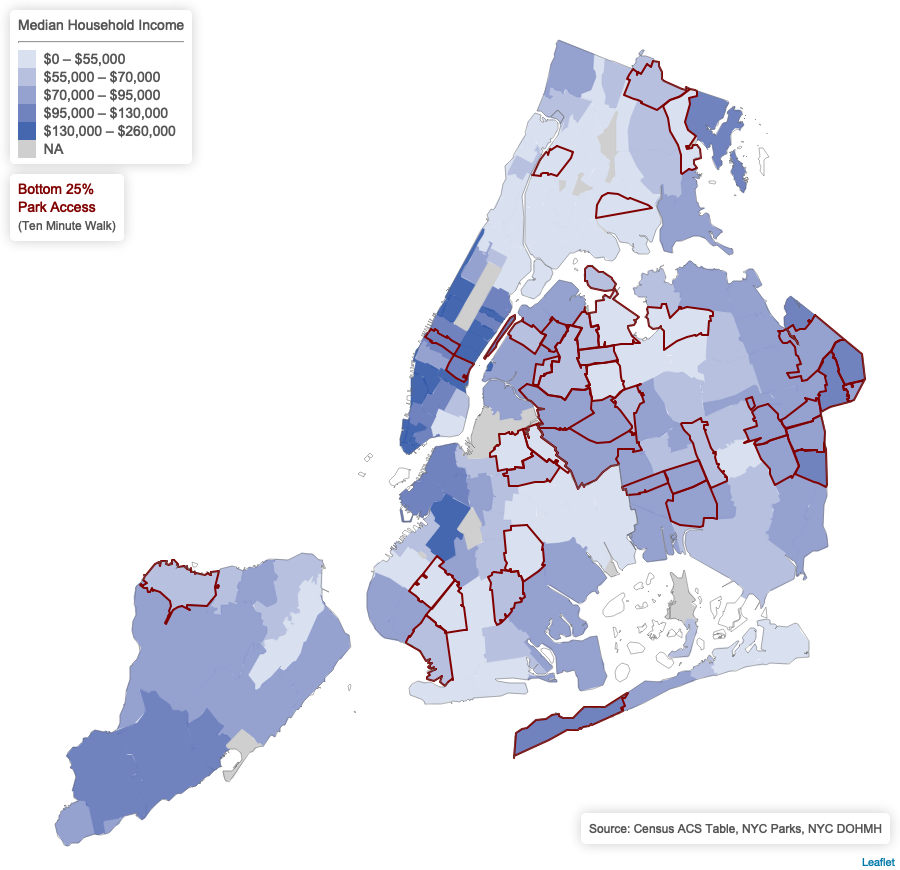 Median Household Income
$0 – $55,000
$55,000 – $70,000
$70,000 – $95,000
$95,000 – $130,000
$130,000 – $260,000
NA
Bottom 25%
Park Access
(Ten Minute Walk)
Source: Census ACS Table, NYC Parks, NYC DOHMH
Leaflet